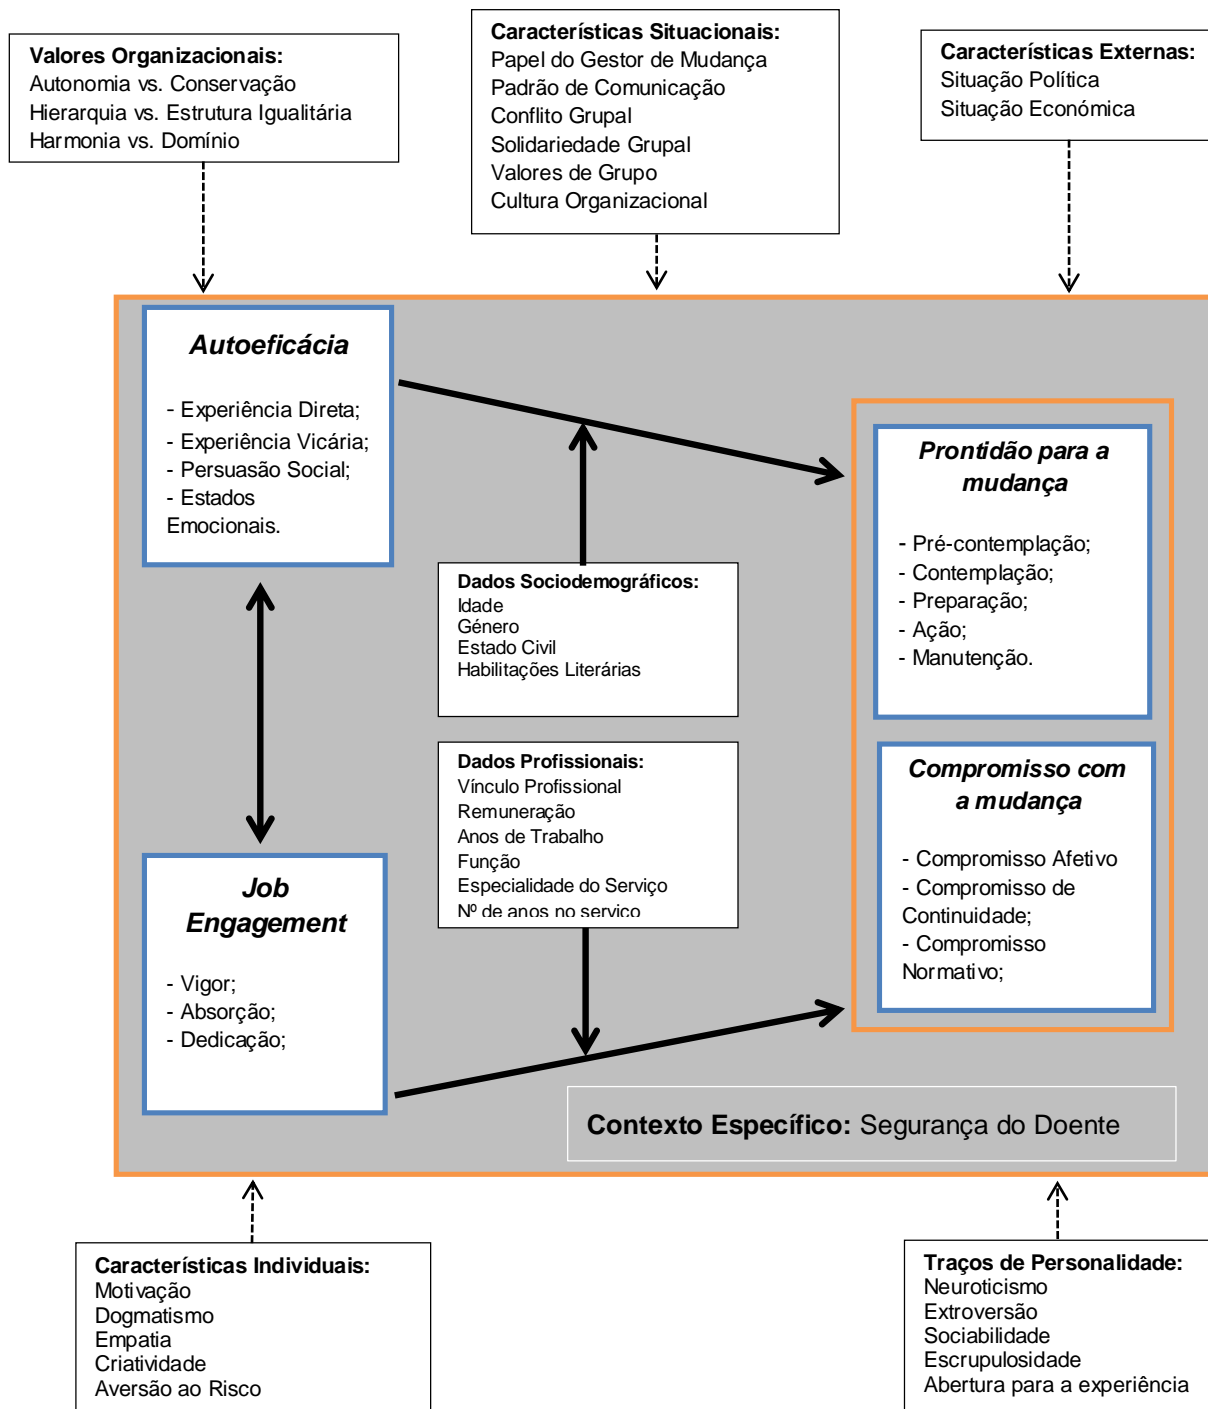 Valores Organizacionais:
Autonomia vs. Conservação
Hierarquia vs. Estrutura Igualitária
Harmonia vs. Domínio
Características Situacionais:
Papel do Gestor de Mudança
Padrão de Comunicação
Conflito Grupal
Solidariedade Grupal
Valores de Grupo
Cultura Organizacional
Características Externas:
Situação Política
Situação Económica
Autoeficácia
- Experiência Direta;
- Experiência Vicária;
- Persuasão Social;
- Estados
Emocionais.
Prontidão para a
mudança
- Pré-contemplação;
- Contemplação;
- Preparação;
- Ação;
- Manutenção.
Dados Sociodemográficos:
Idade
Género
Estado Civil
Habilitações Literárias
Dados Profissionais:
Vínculo Profissional
Remuneração
Anos de Trabalho
Função
Especialidade do Serviço
Nº de anos no serviço
Compromisso com
a mudança
- Compromisso Afetivo
- Compromisso de
Continuidade;
- Compromisso
Normativo;
Job
Engagement
- Vigor;
- Absorção;
- Dedicação;
Contexto Específico: Segurança do Doente
Características Individuais:
Motivação
Dogmatismo
Empatia
Criatividade
Aversão ao Risco
Traços de Personalidade:
Neuroticismo
Extroversão
Sociabilidade
Escrupulosidade
Abertura para a experiência